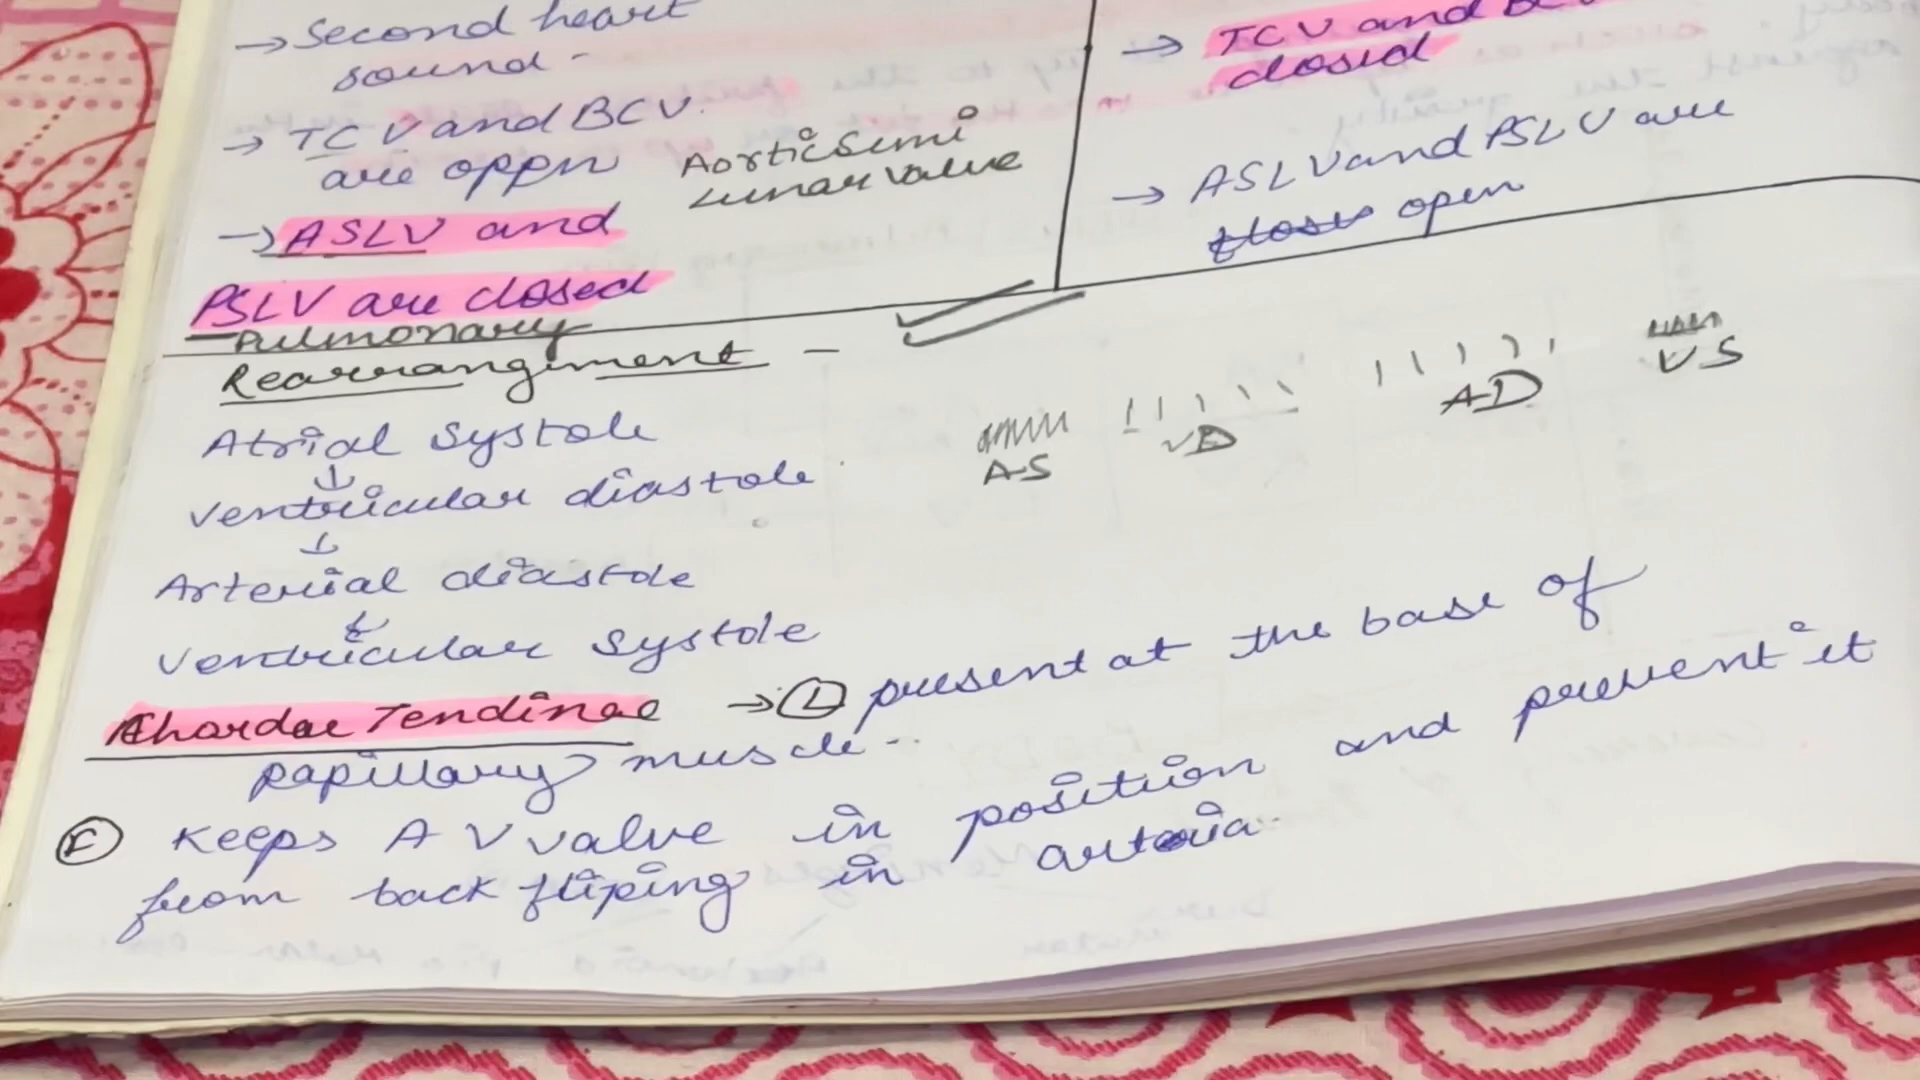 → Second heart
sound -
→ TCV and BCV.
are oppn
→ ASLV and
PSLV are closed
Aortic Semi
lunar valve
Pulmonary
→ TCV and
closed
→ ASLV and PSLV are
open
Rearrangement -
Atrial Systole
↓
Ventricular diastole
↓
Arterial diastole
↓
Ventricular Systole
AS VD AD VS
Chordae Tendinae → (L) present at the base of
papillary muscle -
(F) Keeps A V valve in position and prevent it
from back fliping in arteria.